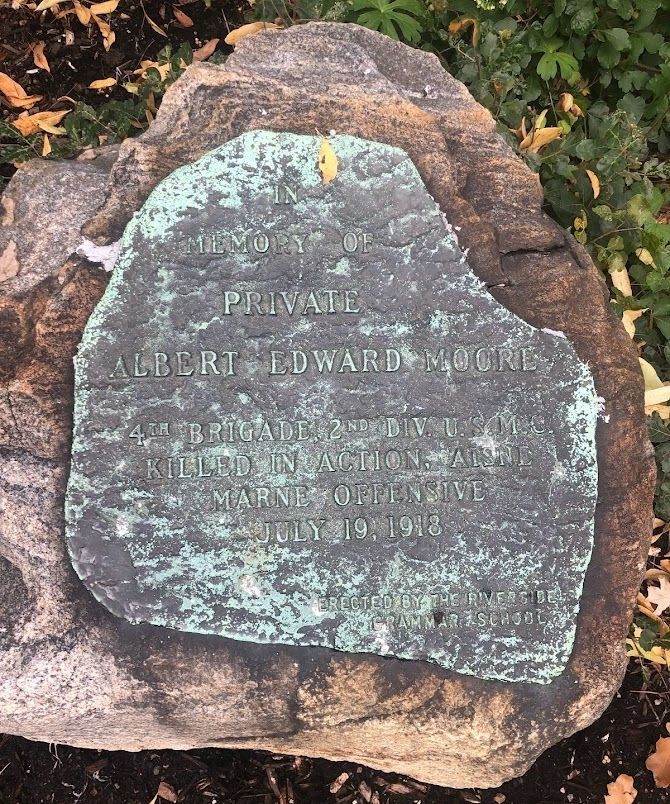 IN
MEMORY OF
PRIVATE
ALBERT EDWARD MOORE
4TH BRIGADE, 2ND DIV. U.S.M.C.
KILLED IN ACTION, AISNE
MARNE OFFENSIVE
JULY 19, 1918
ERECTED BY THE RIVERSIDE
GRAMMAR SCHOOL